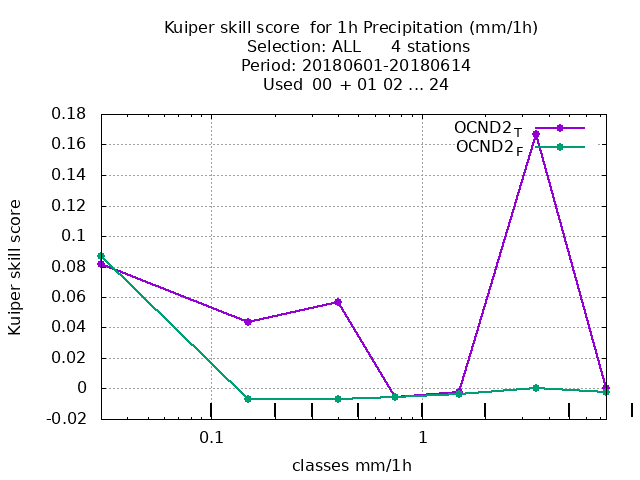 Kuiper skill score  for 1h Precipitation (mm/1h)
Selection: ALL      4 stations
Period: 20180601-20180614
Used  00  + 01 02 ... 24
OCND2_T
OCND2_F
Kuiper skill score
0.18
0.16
0.14
0.12
0.1
0.08
0.06
0.04
0.02
0
-0.02
0.1
1
classes mm/1h